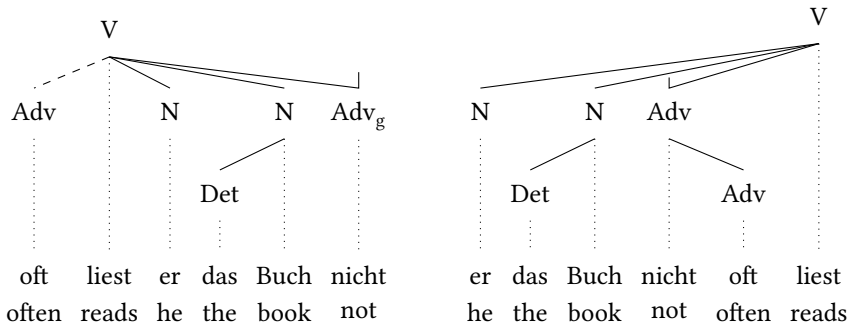 V V
Adv N N Adv_g N N Adv
Det Det Adv
oft liest er das Buch nicht er das Buch nicht oft liest
often reads he the book not he the book not often reads